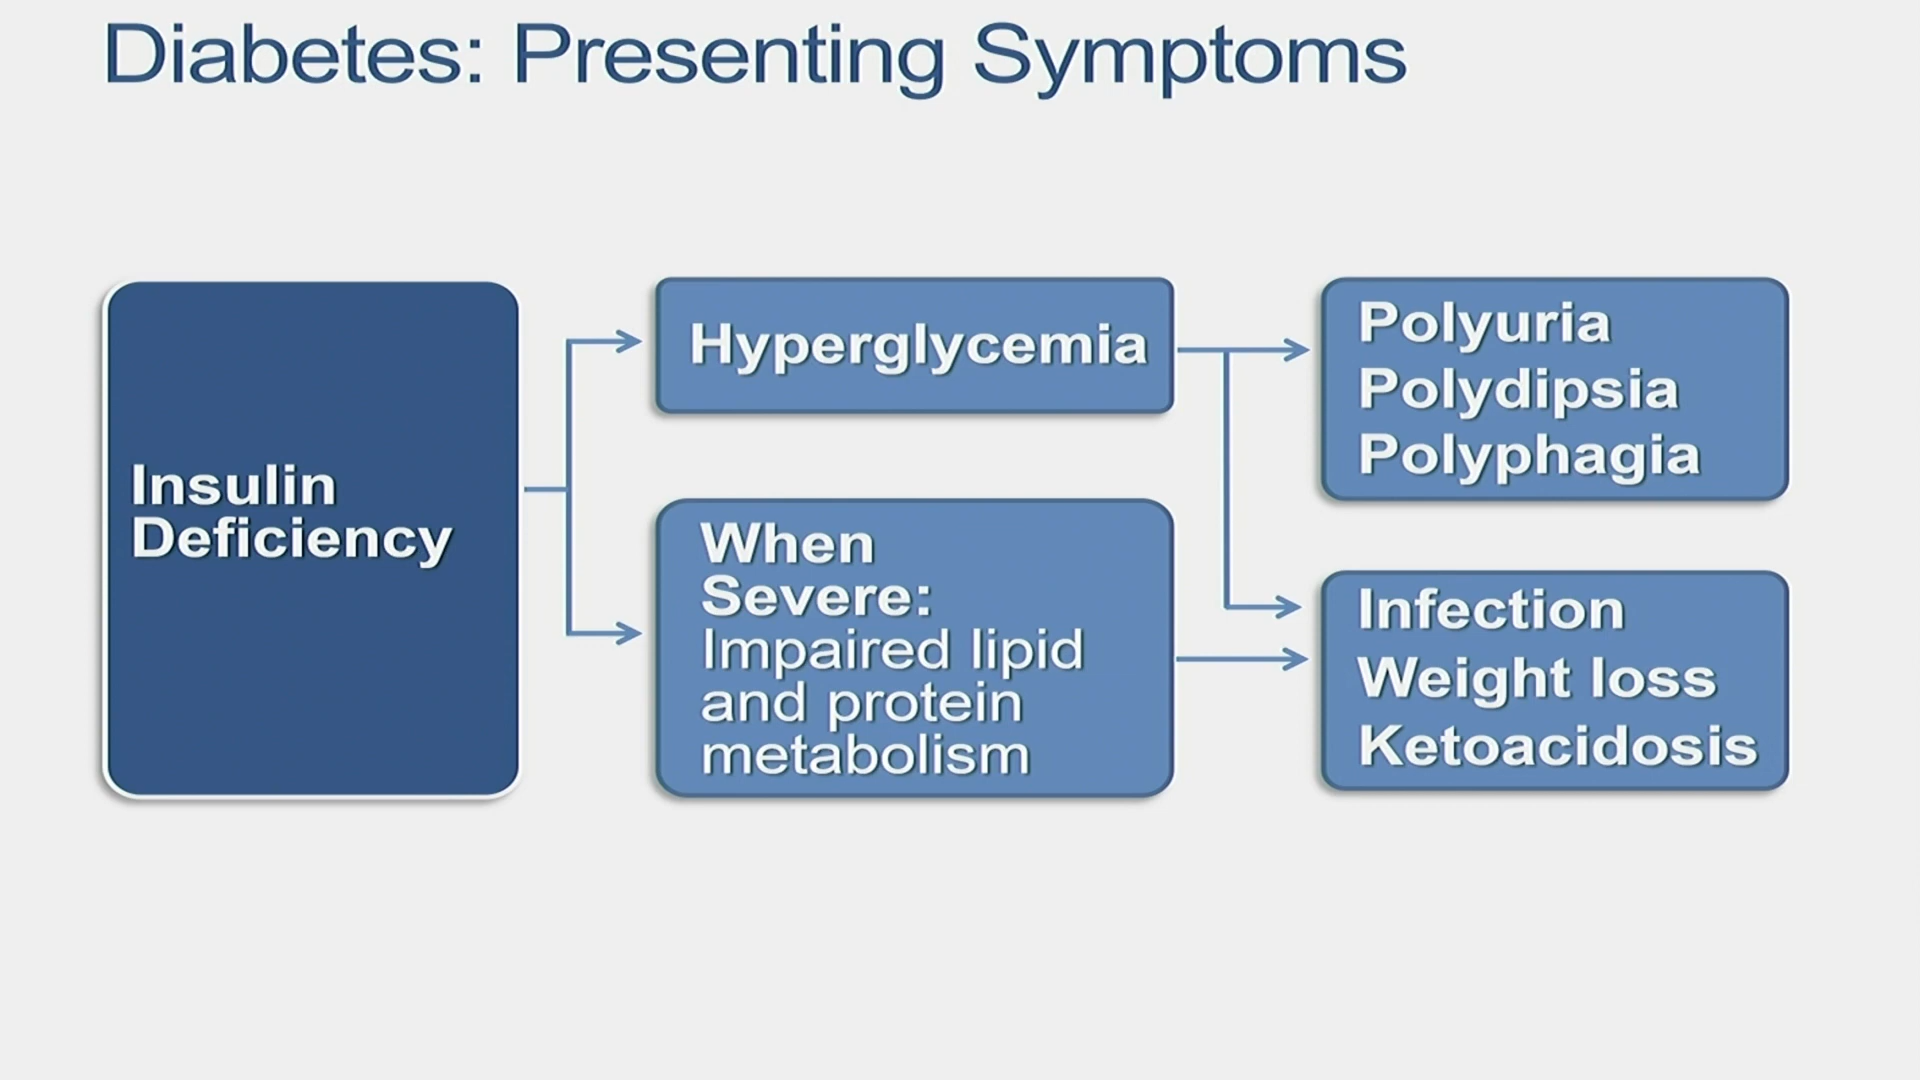 Diabetes: Presenting Symptoms
Insulin
Deficiency
Hyperglycemia
When
Severe:
Impaired lipid
and protein
metabolism
Polyuria
Polydipsia
Polyphagia
Infection
Weight loss
Ketoacidosis